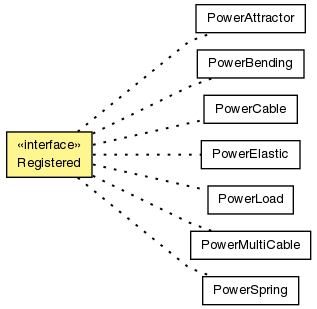 PowerAttractor
PowerBending
PowerCable
«interface»
Registered
PowerElastic
PowerLoad
PowerMultiCable
PowerSpring